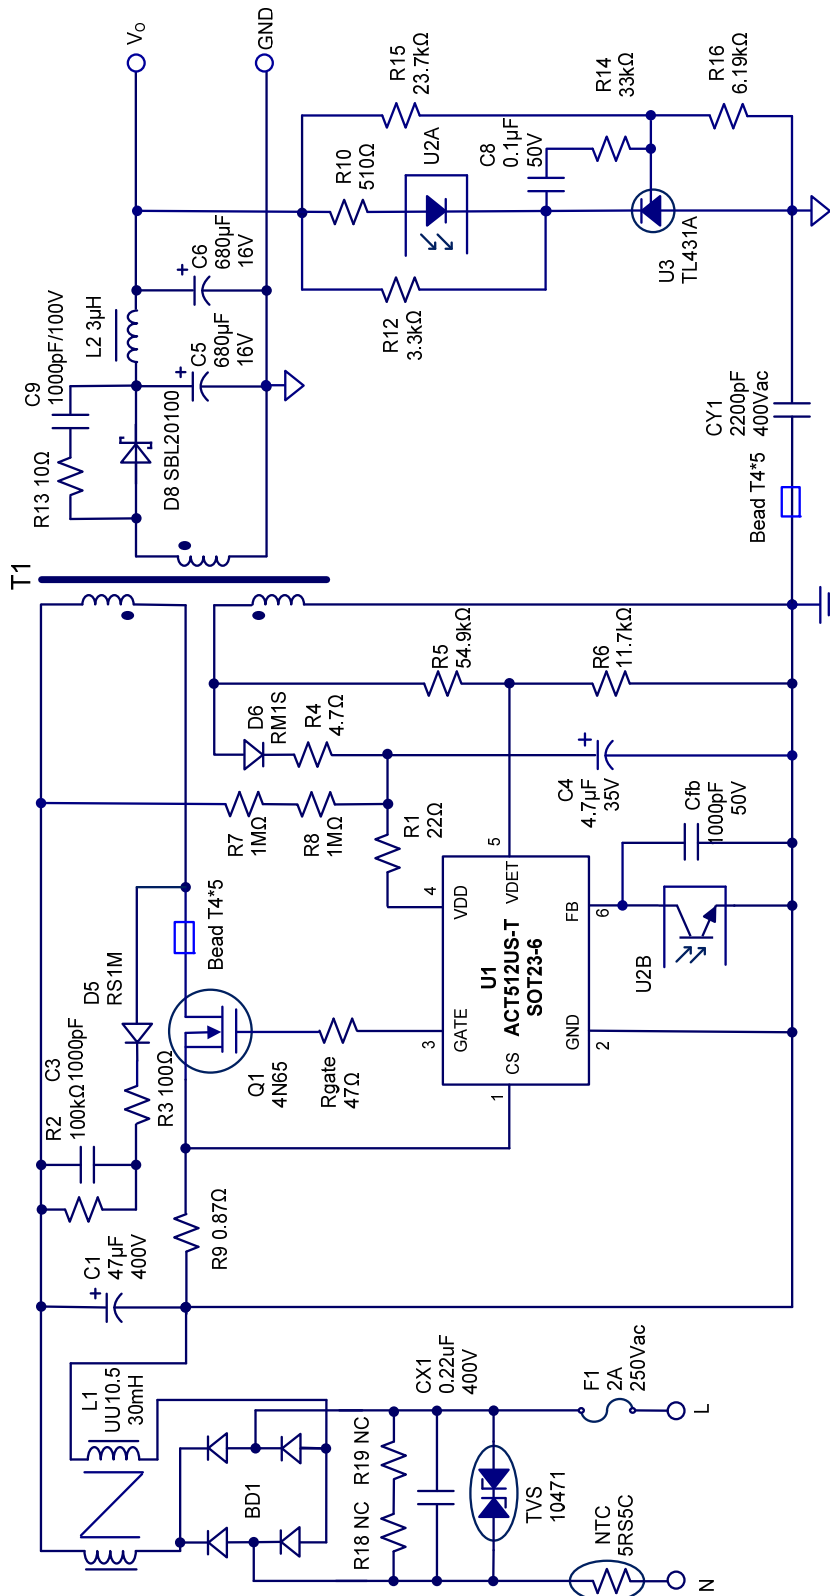 N
L
NTC
5RS5C
F1
2A
250Vac
TVS
10471
CX1
0.22uF
400V
R18 NC
R19 NC
BD1
L1
UU10.5
30mH
C1
47µF
400V
R9 0.87Ω
R2
100kΩ
C3
1000pF
R3 100Ω
D5
RS1M
Q1
4N65
Bead T4*5
Rgate
47Ω
R7
1MΩ
R8
1MΩ
R1
22Ω
D6
RM1S
R4
4.7Ω
R5
54.9kΩ
R6
11.7kΩ
C4
4.7µF
35V
Cfb
1000pF
50V
U2B
U1
ACT512US-T
SOT23-6
1
CS
2
GND
3
GATE
4
VDD
5
VDET
6
FB
T1
R13 10Ω
C9
1000pF/100V
D8 SBL20100
L2 3µH
C5
680µF
16V
C6
680µF
16V
VO
GND
R12
3.3kΩ
R10
510Ω
R15
23.7kΩ
U2A
C8
0.1µF
50V
R14
33kΩ
R16
6.19kΩ
U3
TL431A
CY1
2200pF
400Vac
Bead T4*5